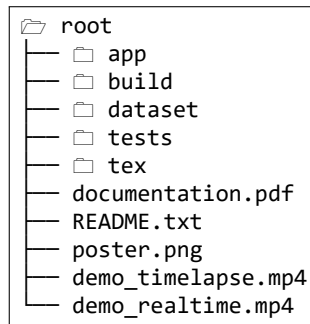 root
app
build
dataset
tests
tex
documentation.pdf
README.txt
poster.png
demo_timelapse.mp4
demo_realtime.mp4